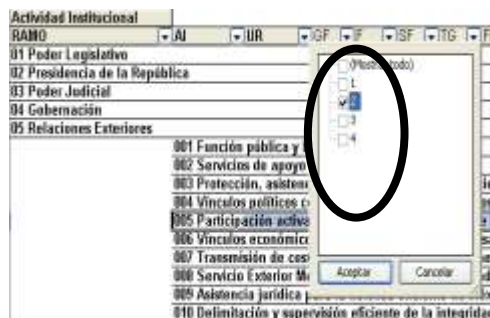 Actividad Institucional
RAMO AI UR GF F SF TG
01 Poder Legislativo
02 Presidencia de la República
03 Poder Judicial
04 Gobernación
05 Relaciones Exteriores
001 Función pública y
002 Servicios de apoyo
003 Protección, asisten
004 Vínculos políticos
005 Participación activa
006 Vínculos económic
007 Transmisión de
008 Servicio Exterior M
009 Asistencia jurídica
010 Delimitación y supervisión eficiente de la integridad
(Mostrar todo)
1
2
3
4
Aceptar Cancelar